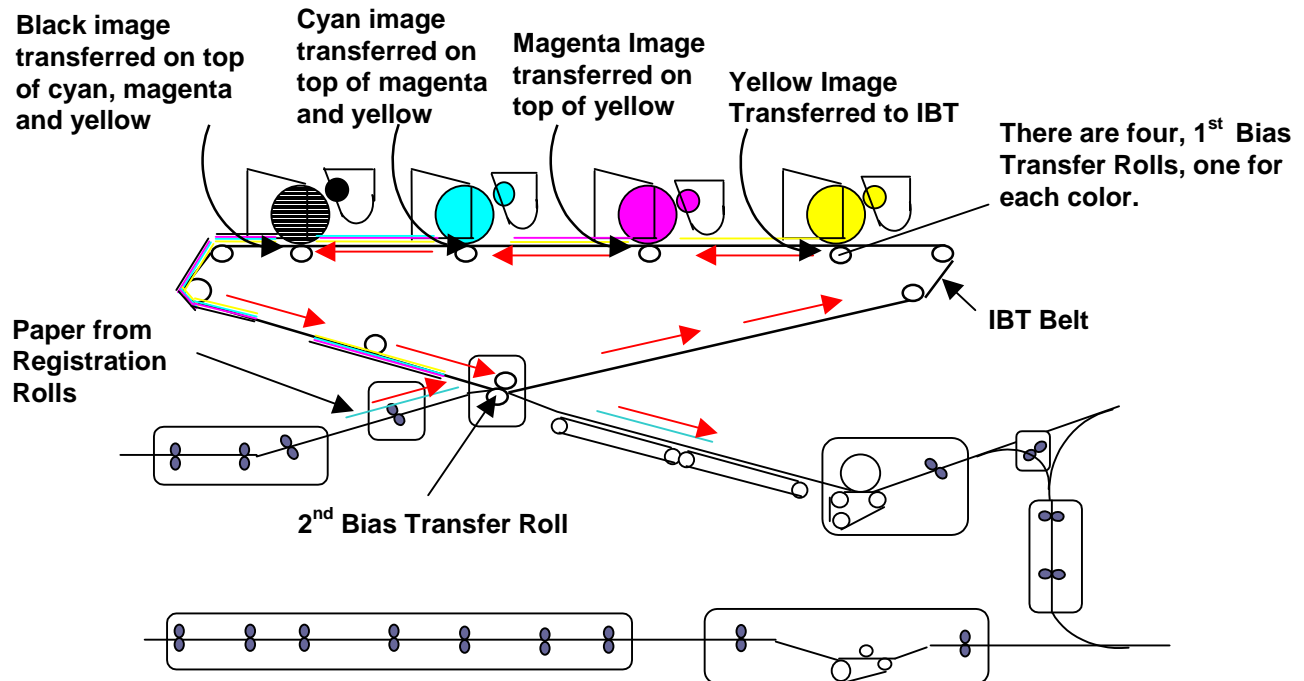 Black image
transferred on top
of cyan, magenta
and yellow
Cyan image
transferred on
top of magenta
and yellow
Magenta Image
transferred on
top of yellow
Yellow Image
Transferred to IBT
There are four, 1st Bias
Transfer Rolls, one for
each color.
IBT Belt
Paper from
Registration
Rolls
2nd Bias Transfer Roll